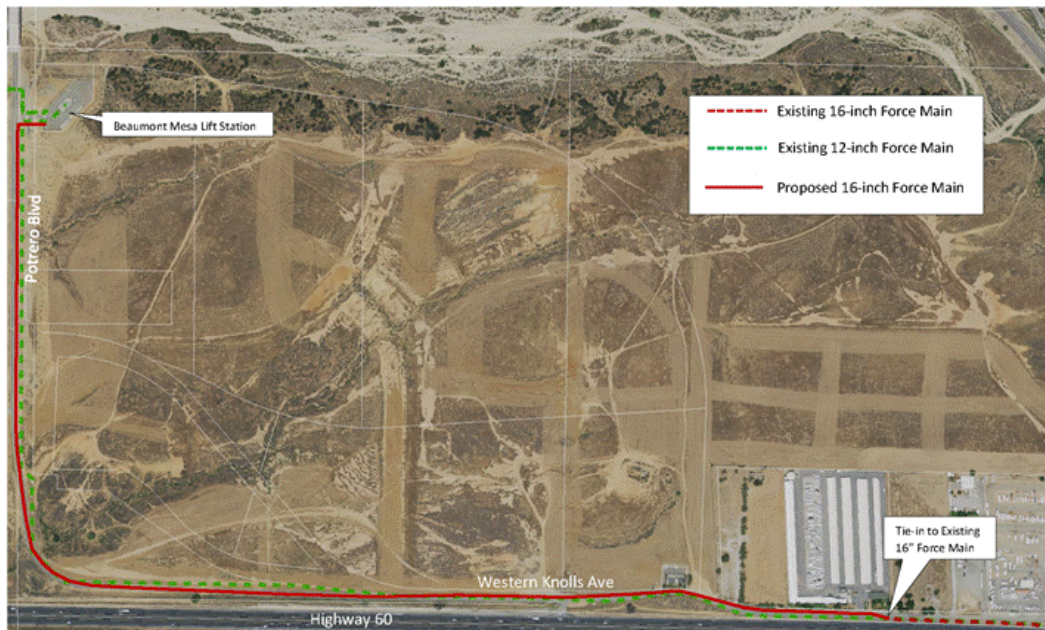 Existing 16-inch Force Main
Beaumont Mesa Lift Station
Existing 12-inch Force Main
Proposed 16-inch Force Main
Potrero Blvd
Tie-in to Existing
16" Force Main
Western Knolls Ave
Highway 60